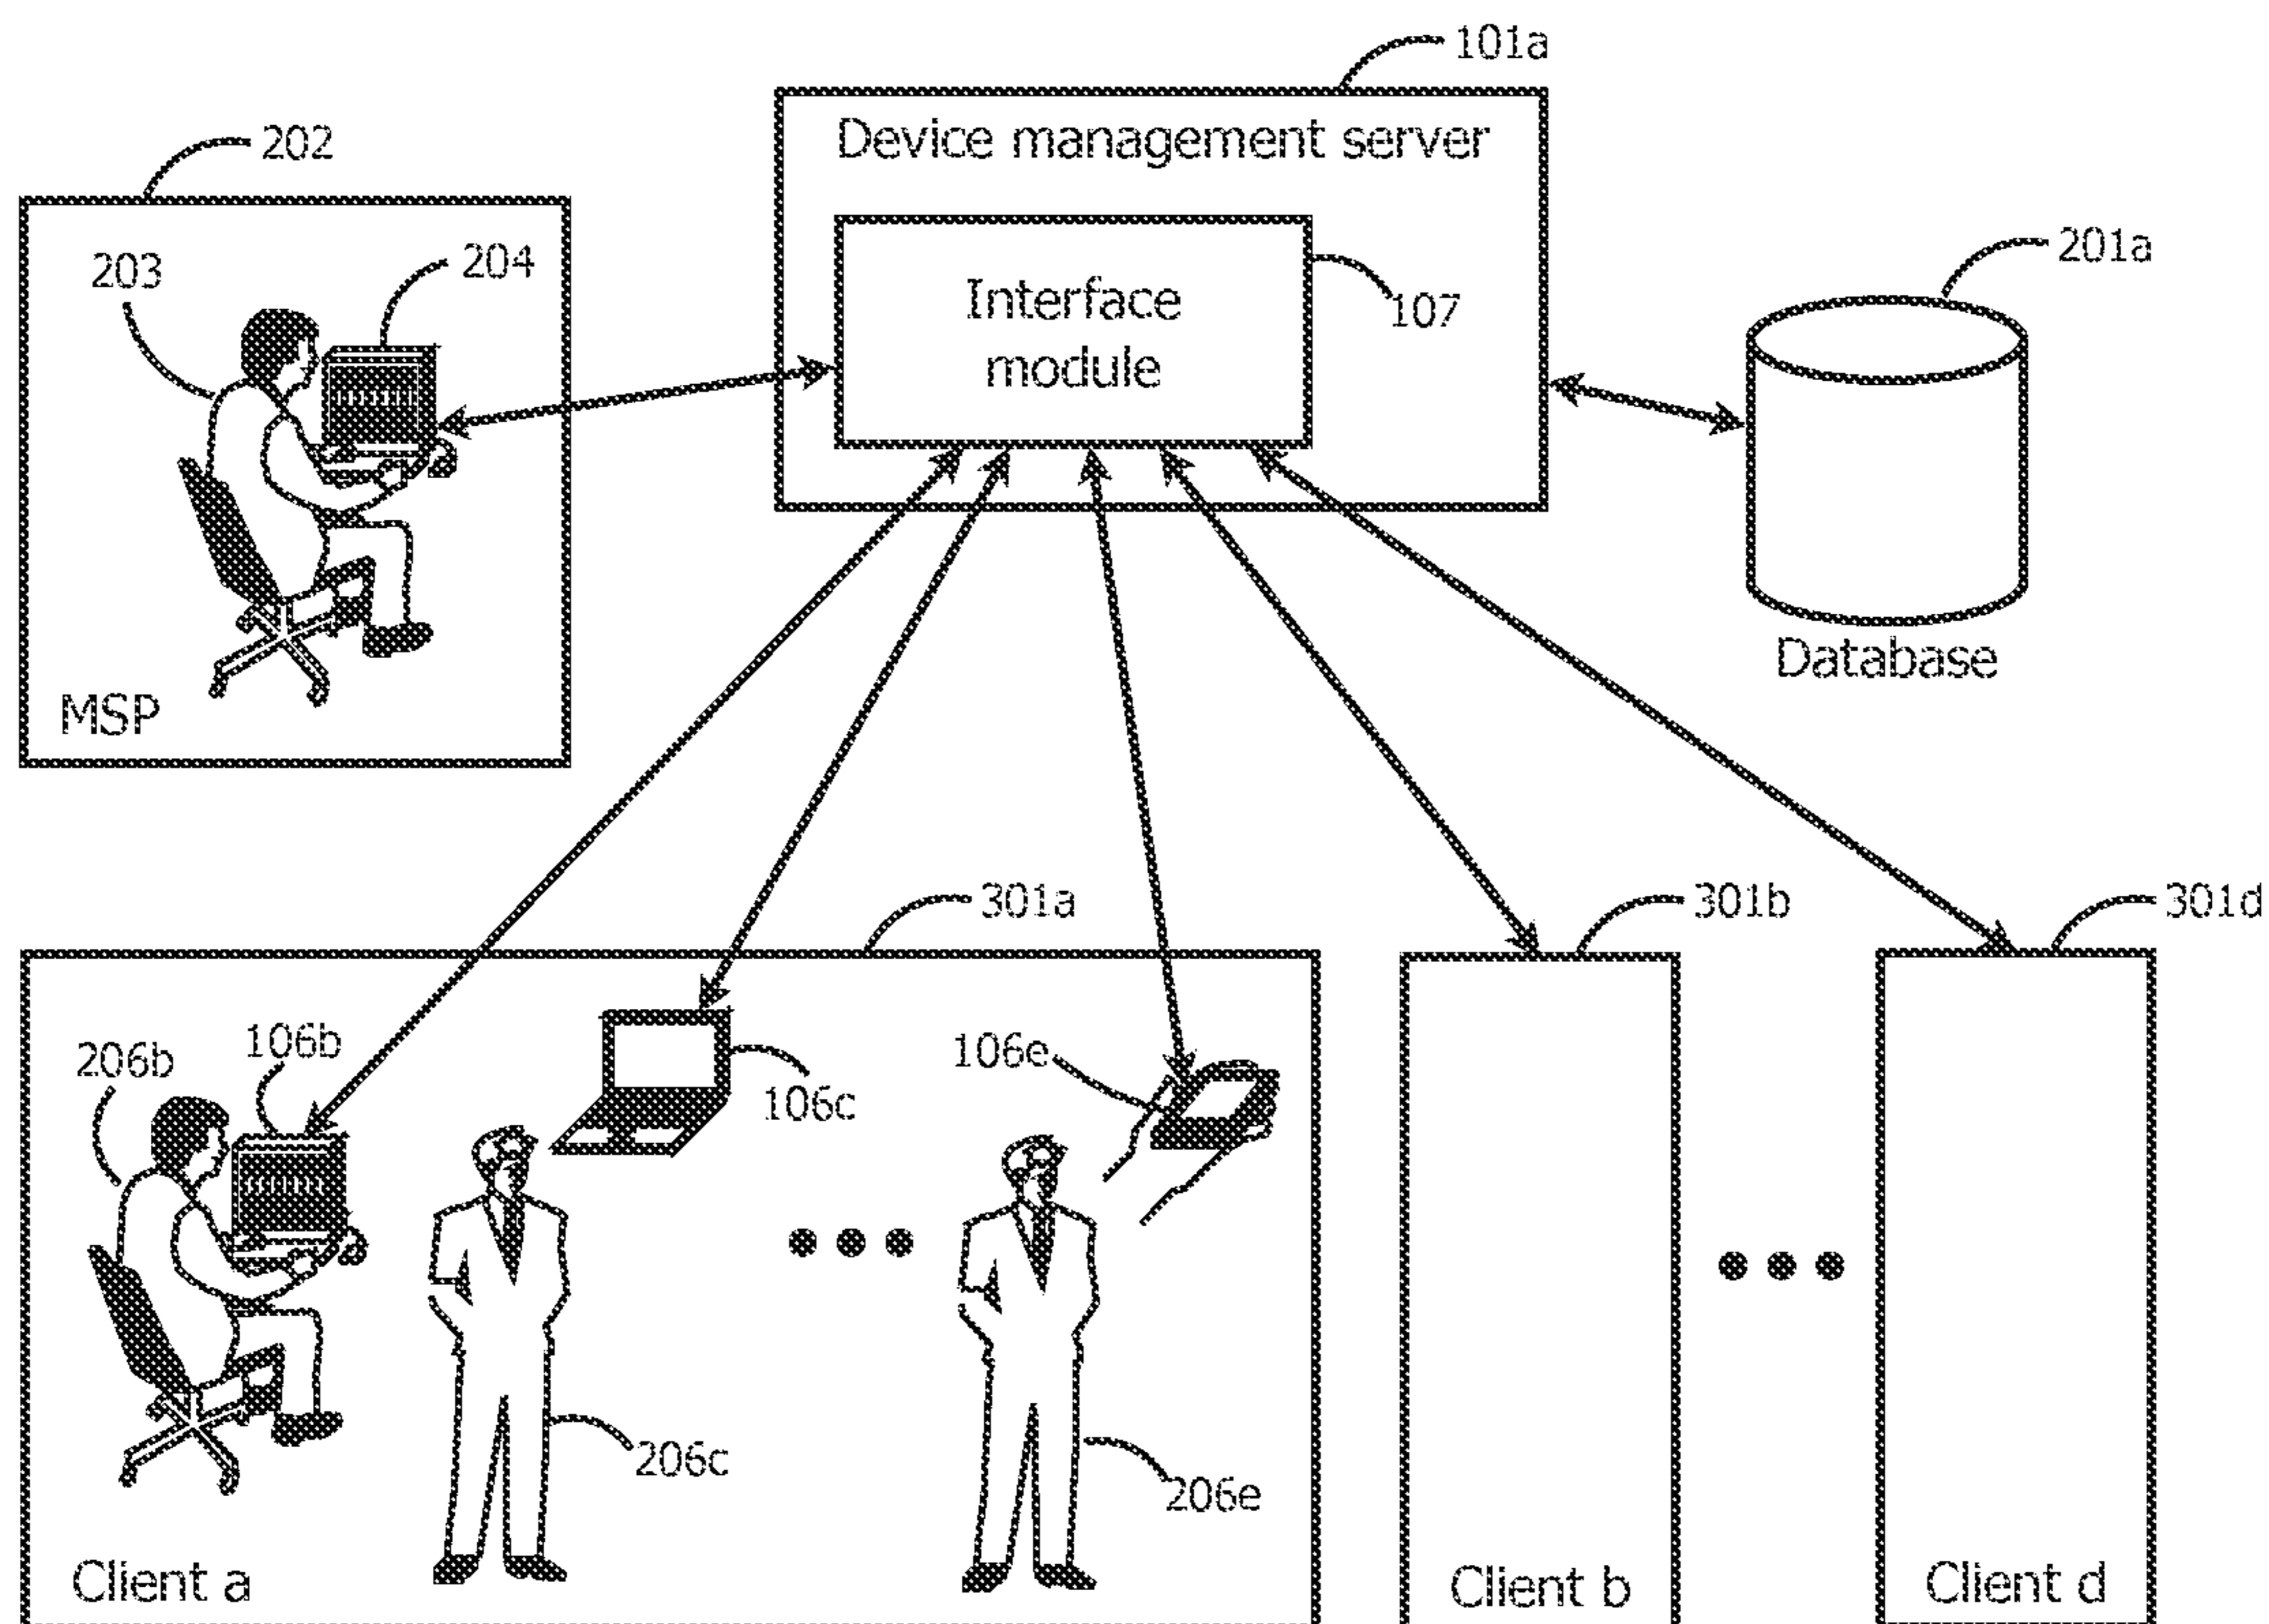 101a
Device management server
202
203
204
Interface
module
107
201a
Database
MSP
301a
301b
301d
206b
106b
106c
106e
206c
206e
Client a
Client b
Client d